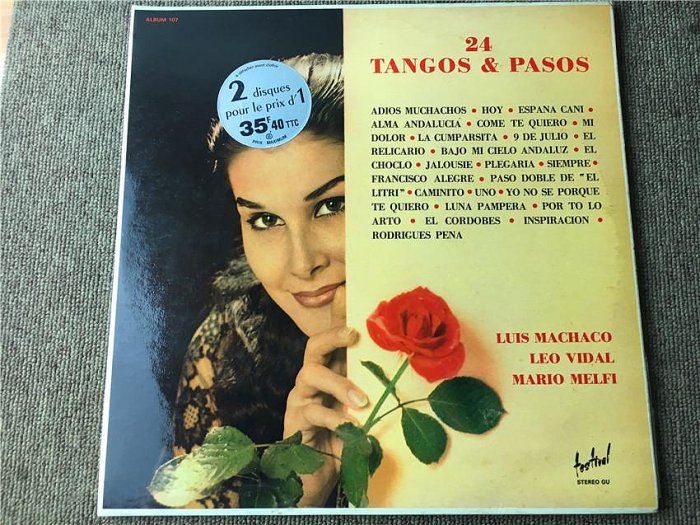 ALBUM 107
à détailler avant d'offrir
2 disques
pour le prix d'1
35F,40 TTC
PRIX MAXIMUM
24
TANGOS & PASOS
ADIOS MUCHACHOS • HOY • ESPANA CANI •
ALMA ANDALUCIA • COME TE QUIERO • MI
DOLOR • LA CUMPARSITA • 9 DE JULIO • EL
RELICARIO • BAJO MI CIELO ANDALUZ • EL
CHOCLO • JALOUSIE • PLEGARIA • SIEMPRE •
FRANCISCO ALEGRE • PASO DOBLE DE "EL
LITRI" • CAMINITO • UNO • YO NO SE PORQUE
TE QUIERO • LUNA PAMPERA • POR TO LO
ARTO • EL CORDOBES • INSPIRACION •
RODRIGUES PENA
LUIS MACHACO
LEO VIDAL
MARIO MELFI
festival
STEREO GU